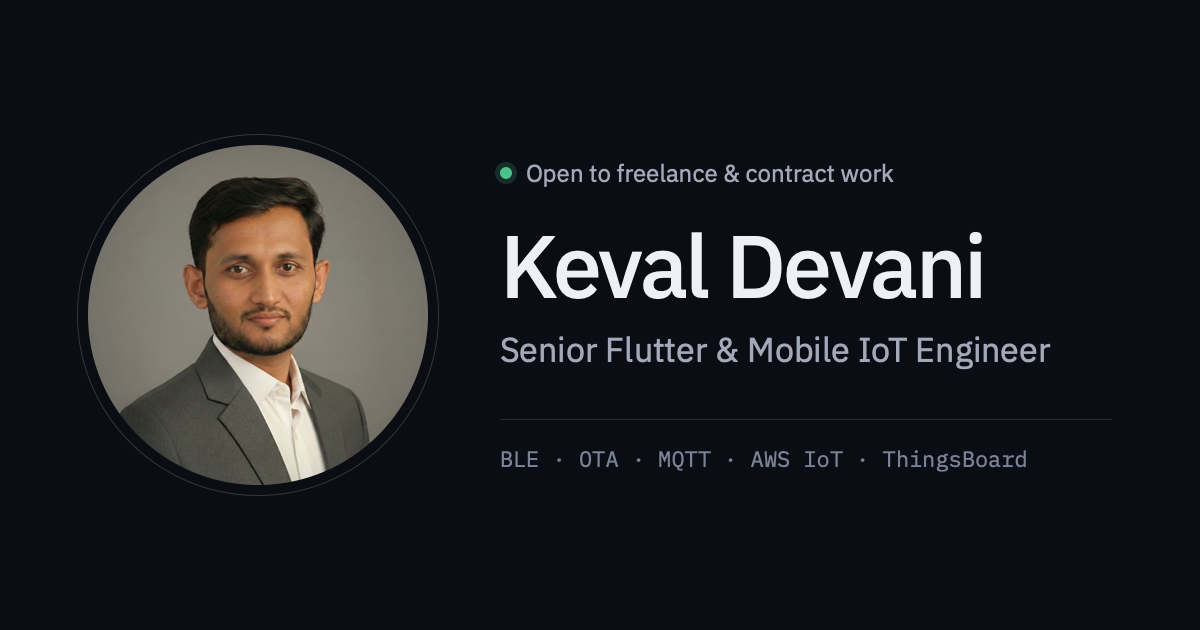 Open to freelance & contract work
Keval Devani
Senior Flutter & Mobile IoT Engineer
BLE · OTA · MQTT · AWS IoT · ThingsBoard